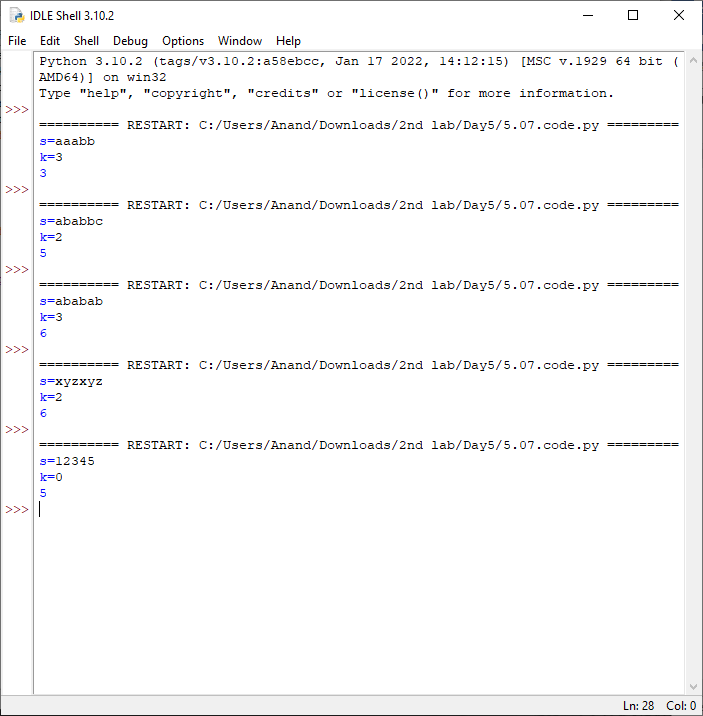 IDLE Shell 3.10.2
File Edit Shell Debug Options Window Help
Python 3.10.2 (tags/v3.10.2:a58ebcc, Jan 17 2022, 14:12:15) [MSC v.1929 64 bit (
AMD64)] on win32
Type "help", "copyright", "credits" or "license()" for more information.
>>>
========== RESTART: C:/Users/Anand/Downloads/2nd lab/Day5/5.07.code.py =========
s=aaabb
k=3
3
>>>
========== RESTART: C:/Users/Anand/Downloads/2nd lab/Day5/5.07.code.py =========
s=ababbc
k=2
5
>>>
========== RESTART: C:/Users/Anand/Downloads/2nd lab/Day5/5.07.code.py =========
s=ababab
k=3
6
>>>
========== RESTART: C:/Users/Anand/Downloads/2nd lab/Day5/5.07.code.py =========
s=xyzxyz
k=2
6
>>>
========== RESTART: C:/Users/Anand/Downloads/2nd lab/Day5/5.07.code.py =========
s=12345
k=0
5
>>>
Ln: 28 Col: 0